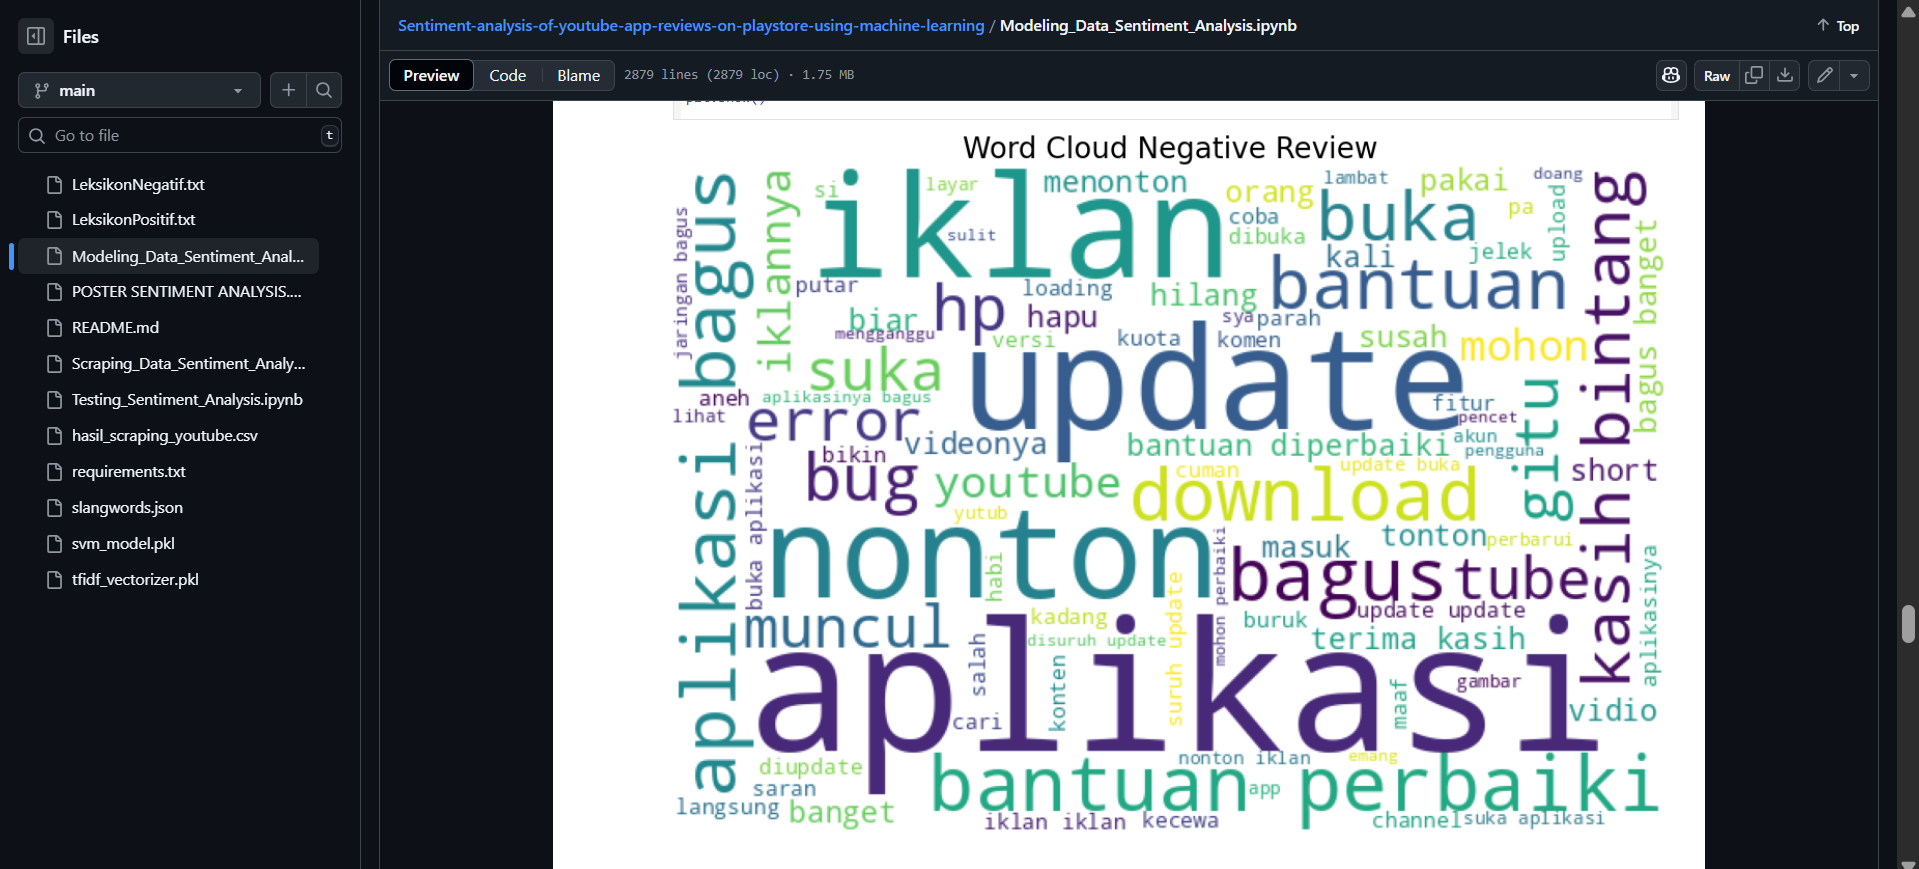 Files
main
Go to file
t
LeksikonNegatif.txt
LeksikonPositif.txt
Modeling_Data_Sentiment_Anal...
POSTER SENTIMENT ANALYSIS....
README.md
Scraping_Data_Sentiment_Analy...
Testing_Sentiment_Analysis.ipynb
hasil_scraping_youtube.csv
requirements.txt
slangwords.json
svm_model.pkl
tfidf_vectorizer.pkl
Sentiment-analysis-of-youtube-app-reviews-on-playstore-using-machine-learning / Modeling_Data_Sentiment_Analysis.ipynb
Top
Preview
Code
Blame
2879 lines (2879 loc) · 1.75 MB
Raw
Word Cloud Negative Review
jaringan bagus
aplikasi bagus
iklannya
si
iklan
layar
sulit
menonton
orang
lambat
pakai
doang
coba
dibuka
buka
kali
pa
upload
jelek
kasih bintang
bagus banget
putar
hp
loading
hilang
bantuan
biar
mengganggu
hapu
versi
sya
parah
kuota
komen
susah
mohon
suka
update
aneh
aplikasinya bagus
lihat
error
fitur
pencet
gitu
videonya
bantuan diperbaiki
akun
pengguna
bikin
bug
youtube
cuman
update buka
download
short
yutub
buka aplikasi
nonton
habi
mohon perbaiki
masuk
tonton
perbarui
bagus
tube
aplikasinya
suruh update
update update
muncul
kadang
buruk
disuruh update
terima kasih
aplikasi
salah
konten
gambar
maaf
cari
vidio
diupdate
nonton iklan
emang
saran
bantuan
app
perbaiki
langsung
banget
iklan iklan
kecewa
channel
suka aplikasi